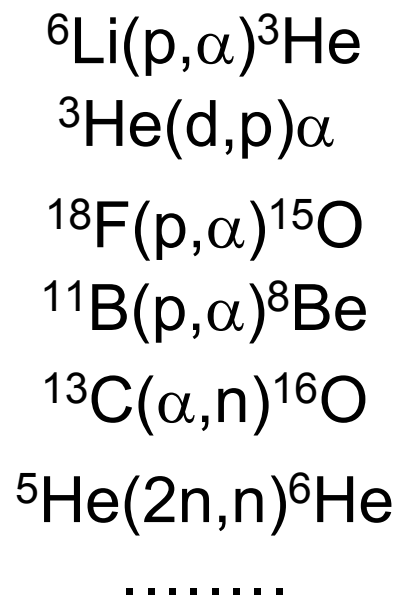 ⁶Li(p,α)³He
³He(d,p)α
¹⁸F(p,α)¹⁵O
¹¹B(p,α)⁸Be
¹³C(α,n)¹⁶O
⁵He(2n,n)⁶He
........